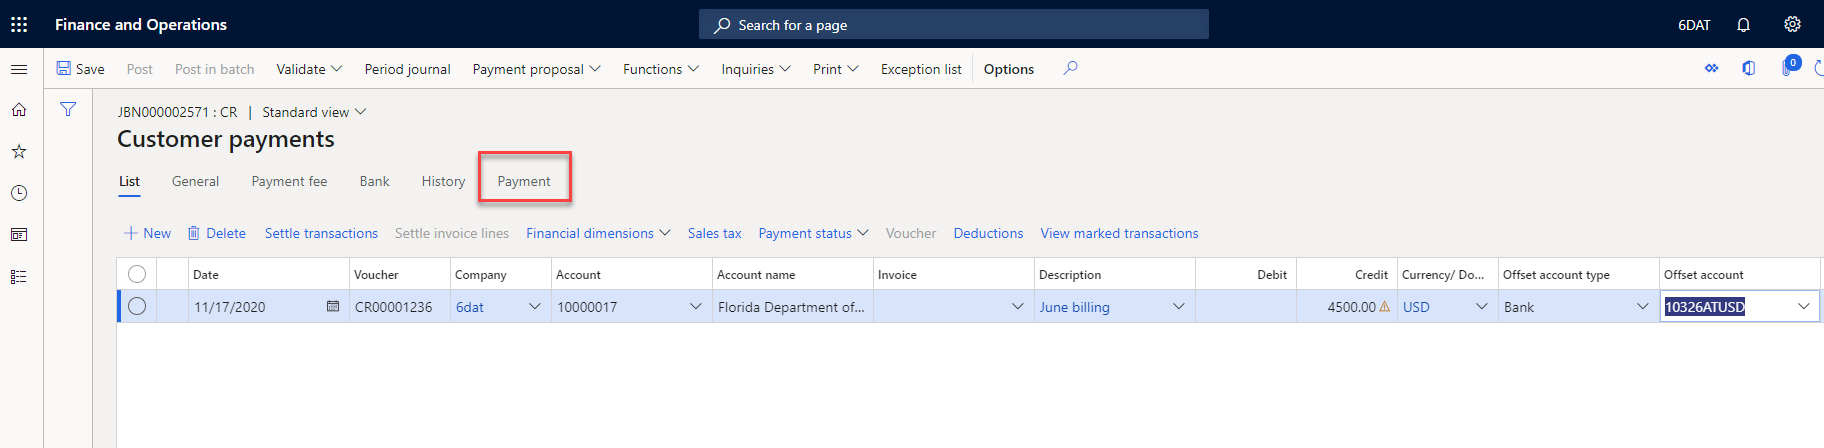 Finance and Operations
Search for a page
6DAT
Save Post Post in batch Validate Period journal Payment proposal Functions Inquiries Print Exception list Options 0
JBN000002571 : CR | Standard view
Customer payments
List General Payment fee Bank History Payment
New Delete Settle transactions Settle invoice lines Financial dimensions Sales tax Payment status Voucher Deductions View marked transactions
Date Voucher Company Account Account name Invoice Description Debit Credit Currency/ Do... Offset account type Offset account
11/17/2020 CR00001236 6dat 10000017 Florida Department of... June billing 4500.00 USD Bank 10326ATUSD